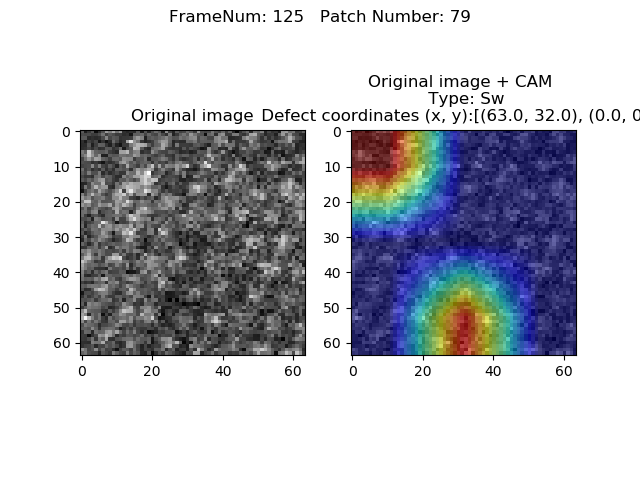 FrameNum: 125   Patch Number: 79
Original image + CAM
Type: Sw
Original image
Defect coordinates (x, y):[(63.0, 32.0), (0.0, 0
0
10
20
30
40
50
60
0 20 40 60
0
10
20
30
40
50
60
0 20 40 60